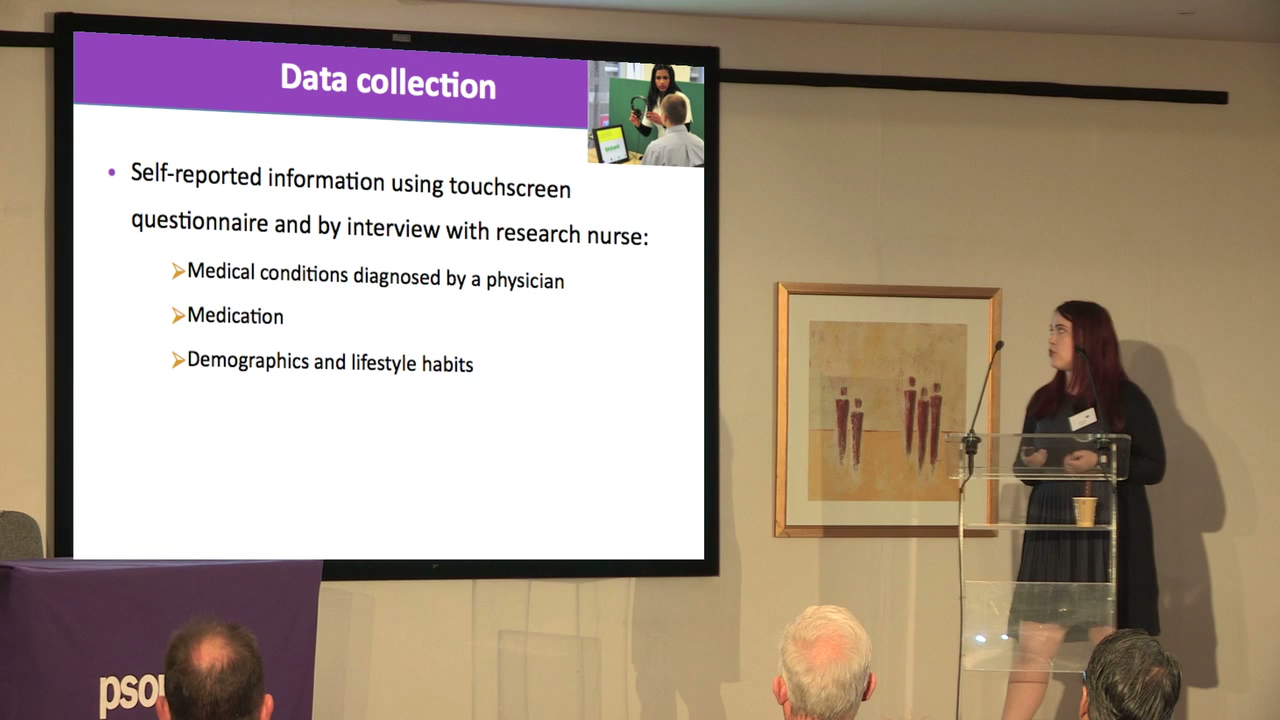 Data collection
• Self-reported information using touchscreen
questionnaire and by interview with research nurse:
➢Medical conditions diagnosed by a physician
➢Medication
➢Demographics and lifestyle habits